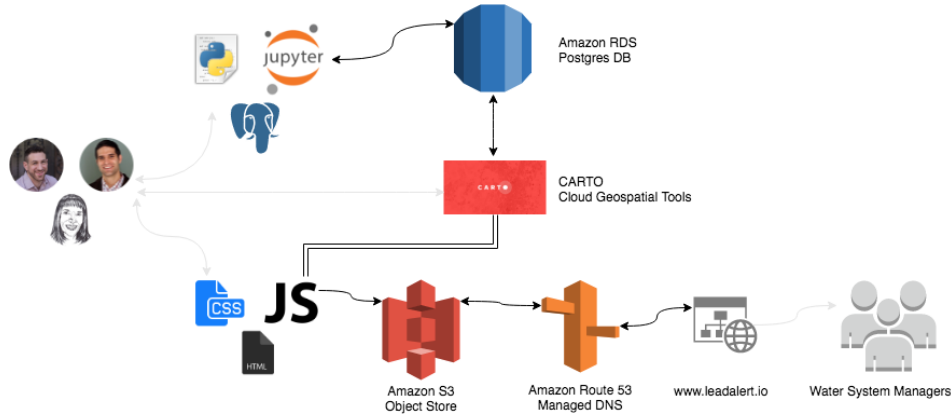 jupyter
Amazon RDS
Postgres DB
CARTO
CARTO
Cloud Geospatial Tools
CSS
JS
HTML
Amazon S3
Object Store
Amazon Route 53
Managed DNS
www.leadalert.io
Water System Managers